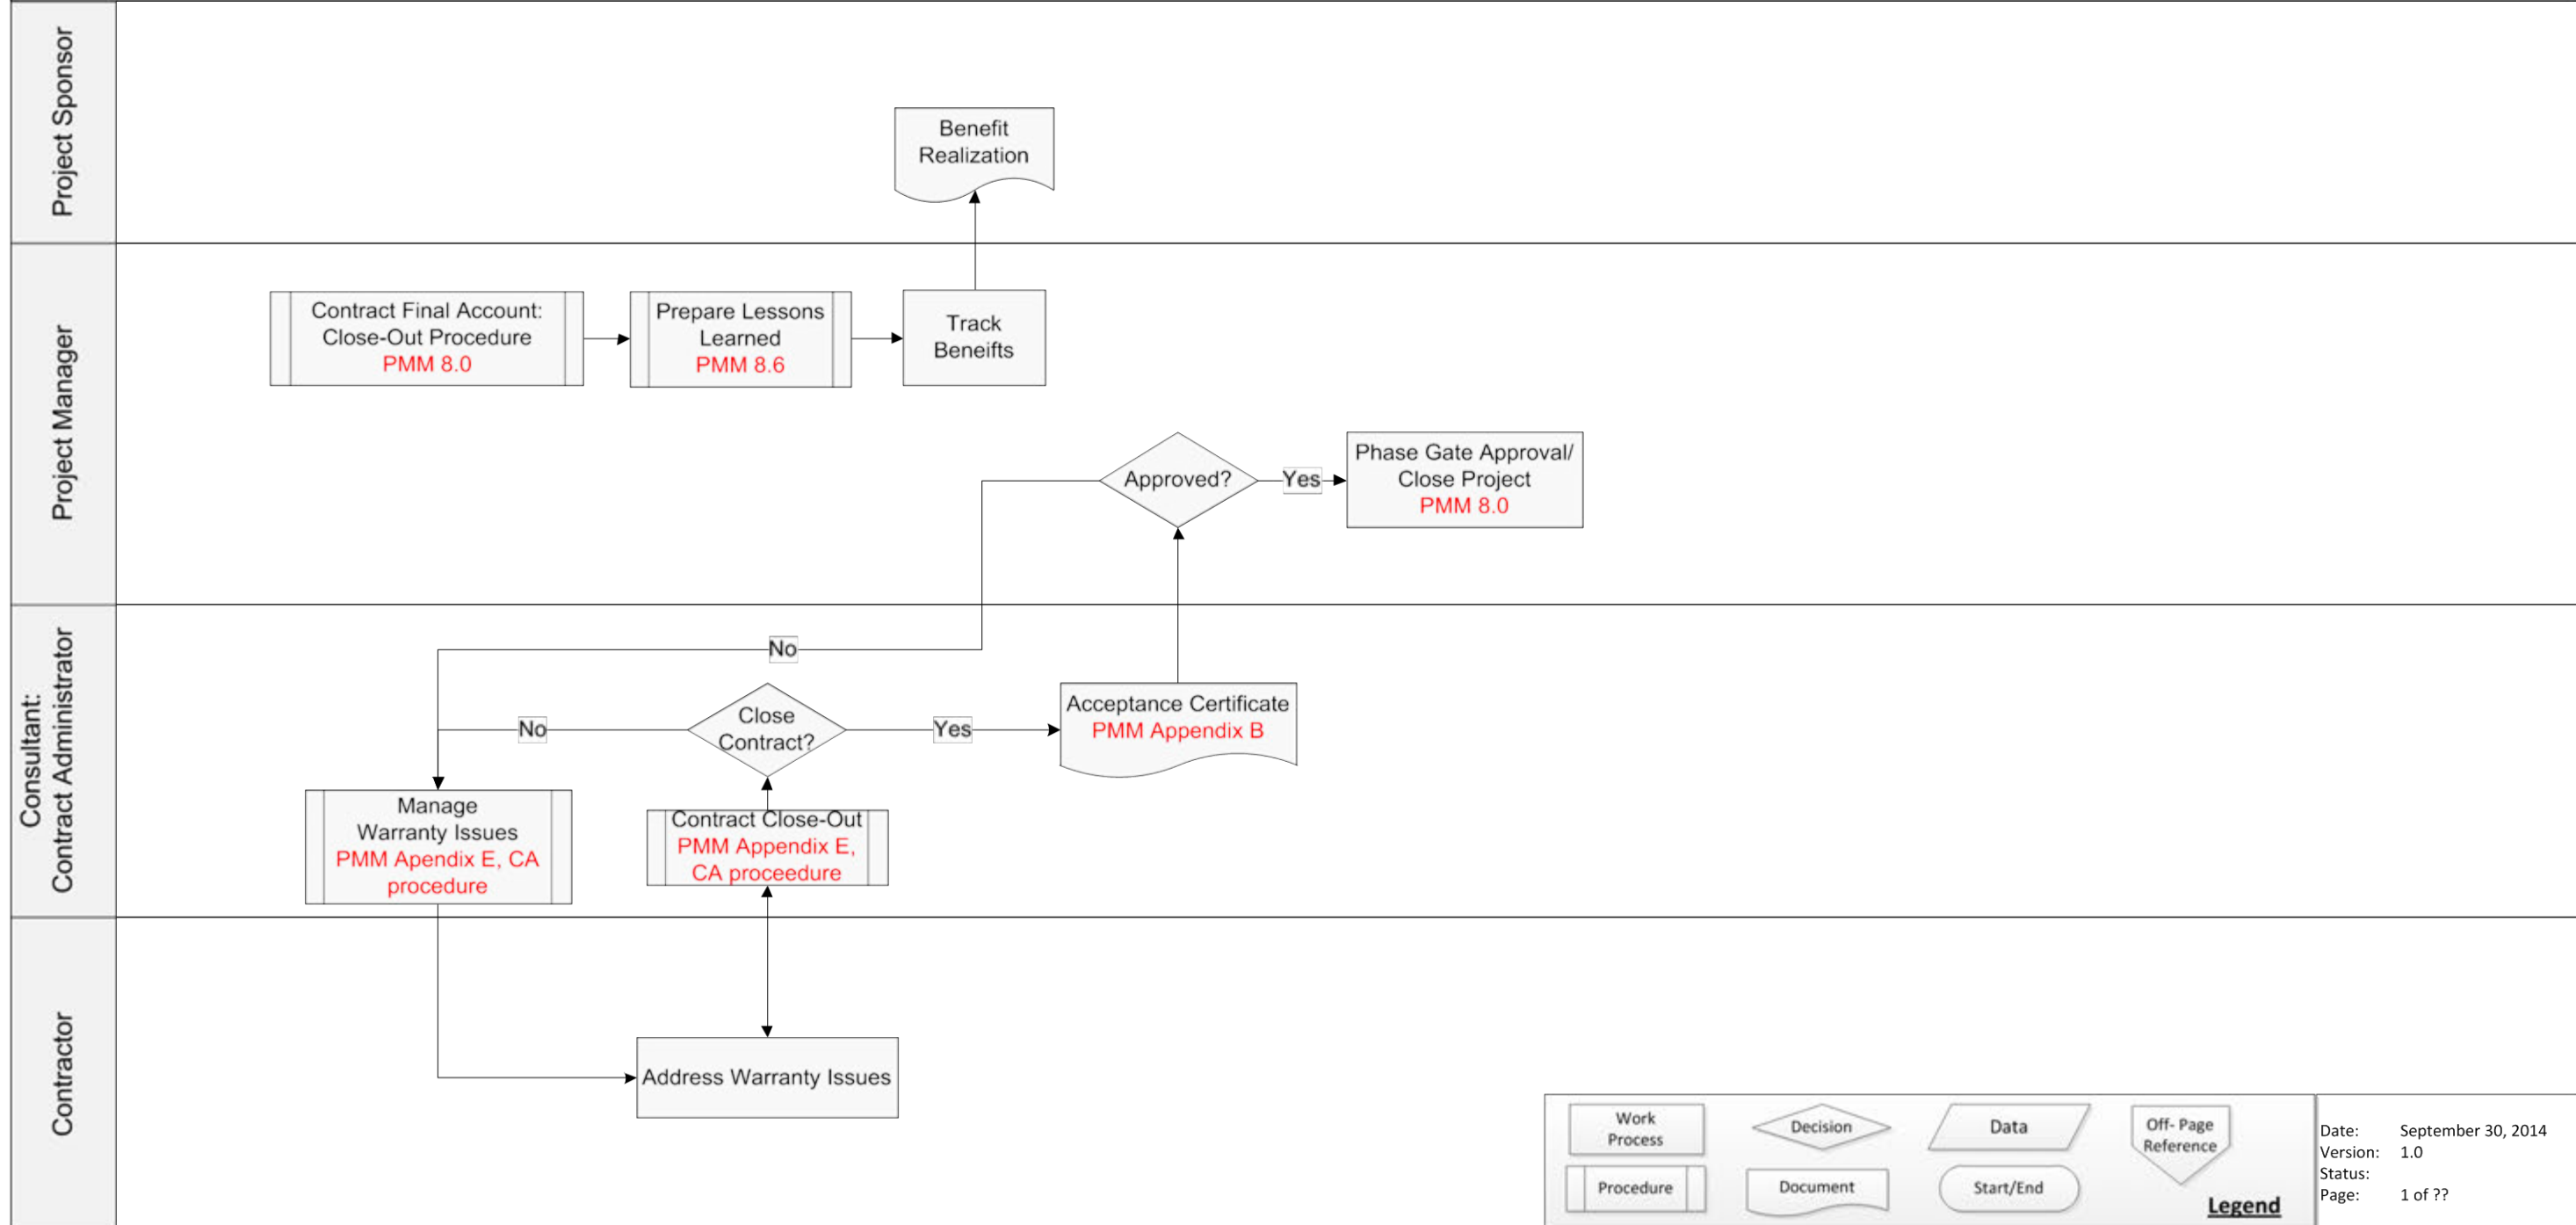 Project Sponsor
Benefit
Realization
Project Manager
Contract Final Account:
Close-Out Procedure
PMM 8.0
Prepare Lessons
Learned
PMM 8.6
Track
Beneifts
Approved?
Yes
Phase Gate Approval/
Close Project
PMM 8.0
Consultant:
Contract Administrator
No
Close
Contract?
No
Yes
Acceptance Certificate
PMM Appendix B
Manage
Warranty Issues
PMM Apendix E, CA
procedure
Contract Close-Out
PMM Appendix E,
CA proceedure
Contractor
Address Warranty Issues
Work
Process
Decision
Data
Off- Page
Reference
Procedure
Document
Start/End
Legend
Date: September 30, 2014
Version: 1.0
Status:
Page: 1 of ??